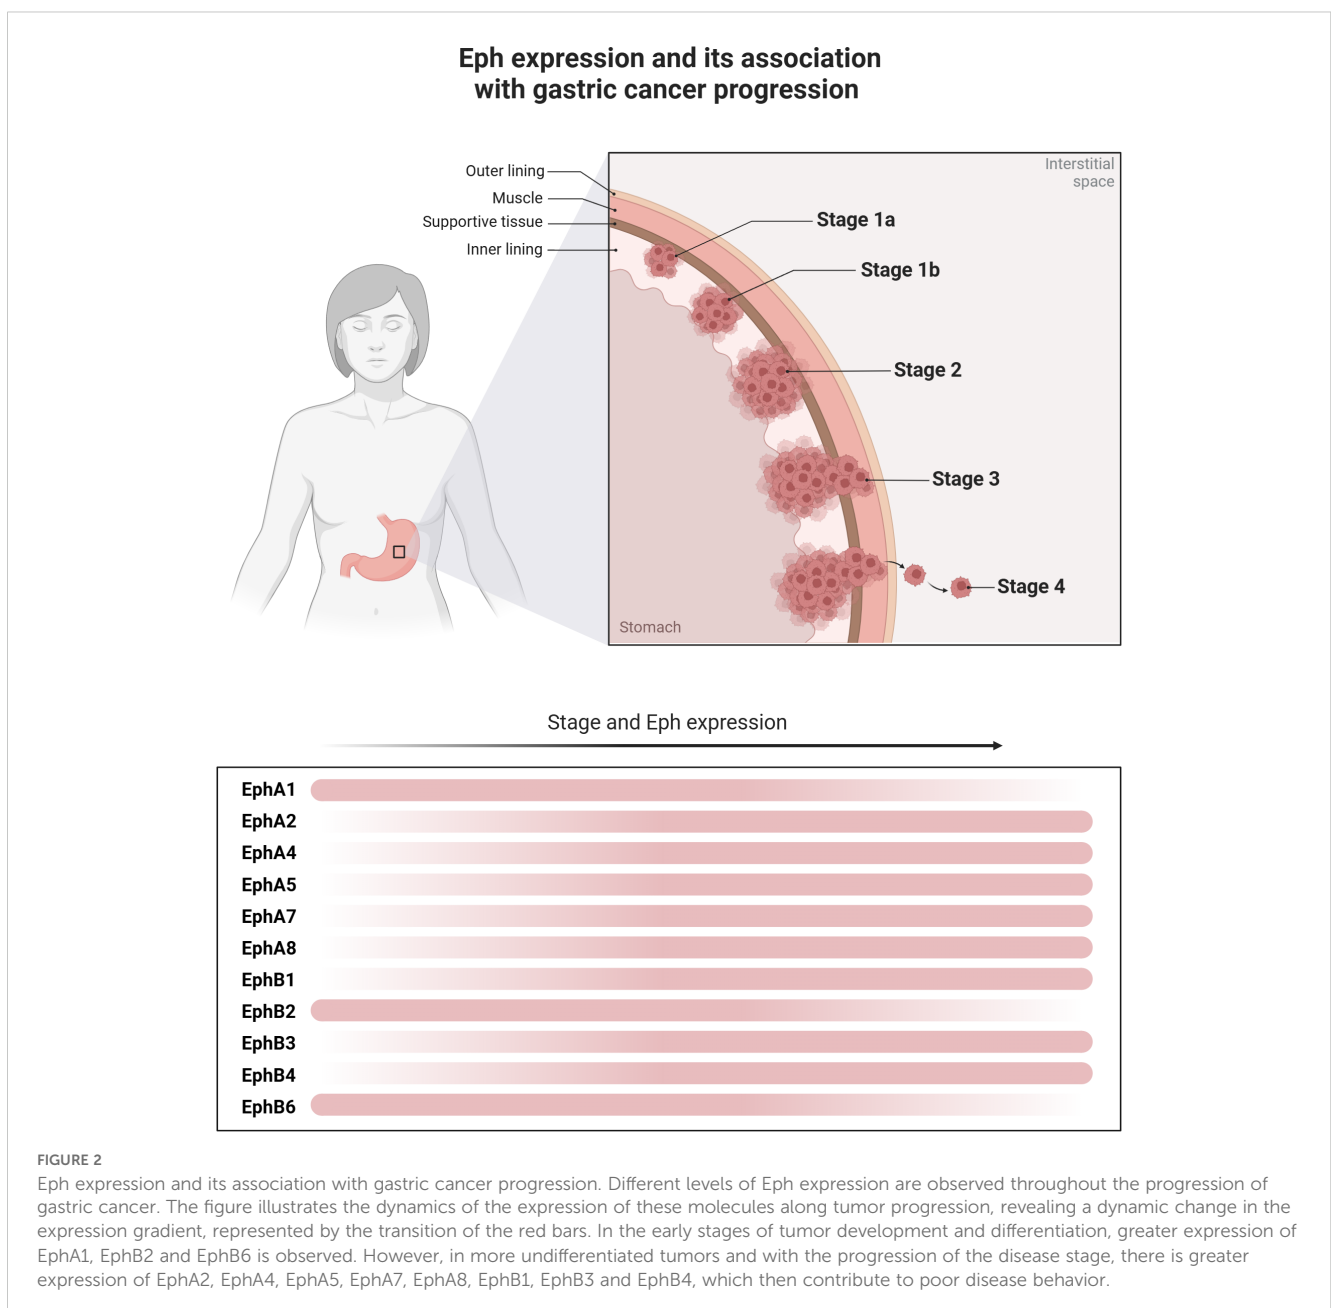 Eph expression and its association
with gastric cancer progression
Interstitial
space
Outer lining
Muscle
Supportive tissue
Inner lining
Stage 1a
Stage 1b
Stage 2
Stage 3
Stage 4
Stomach
Stage and Eph expression
EphA1
EphA2
EphA4
EphA5
EphA7
EphA8
EphB1
EphB2
EphB3
EphB4
EphB6
FIGURE 2
Eph expression and its association with gastric cancer progression. Different levels of Eph expression are observed throughout the progression of
gastric cancer. The figure illustrates the dynamics of the expression of these molecules along tumor progression, revealing a dynamic change in the
expression gradient, represented by the transition of the red bars. In the early stages of tumor development and differentiation, greater expression of
EphA1, EphB2 and EphB6 is observed. However, in more undifferentiated tumors and with the progression of the disease stage, there is greater
expression of EphA2, EphA4, EphA5, EphA7, EphA8, EphB1, EphB3 and EphB4, which then contribute to poor disease behavior.